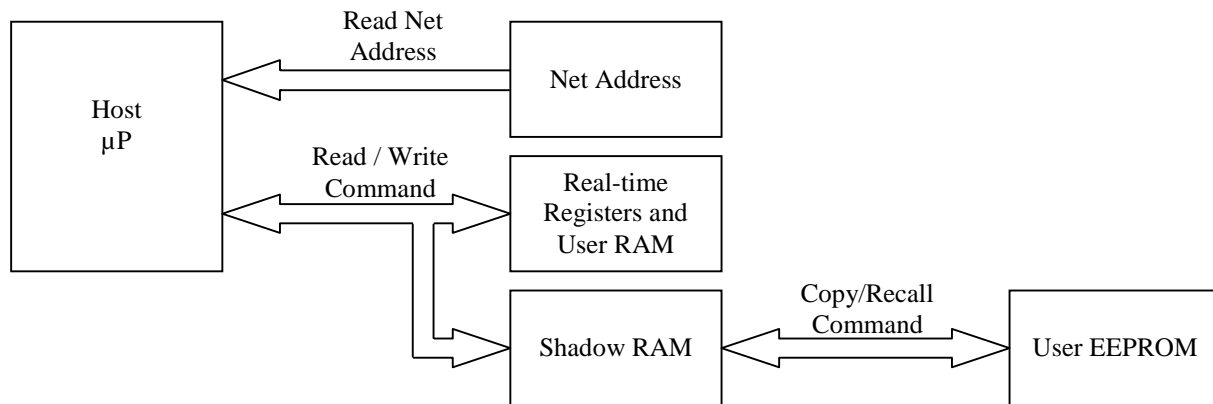 Read Net
Address
Net Address
Host
µP
Read / Write
Command
Real-time
Registers and
User RAM
Copy/Recall
Command
Shadow RAM
User EEPROM